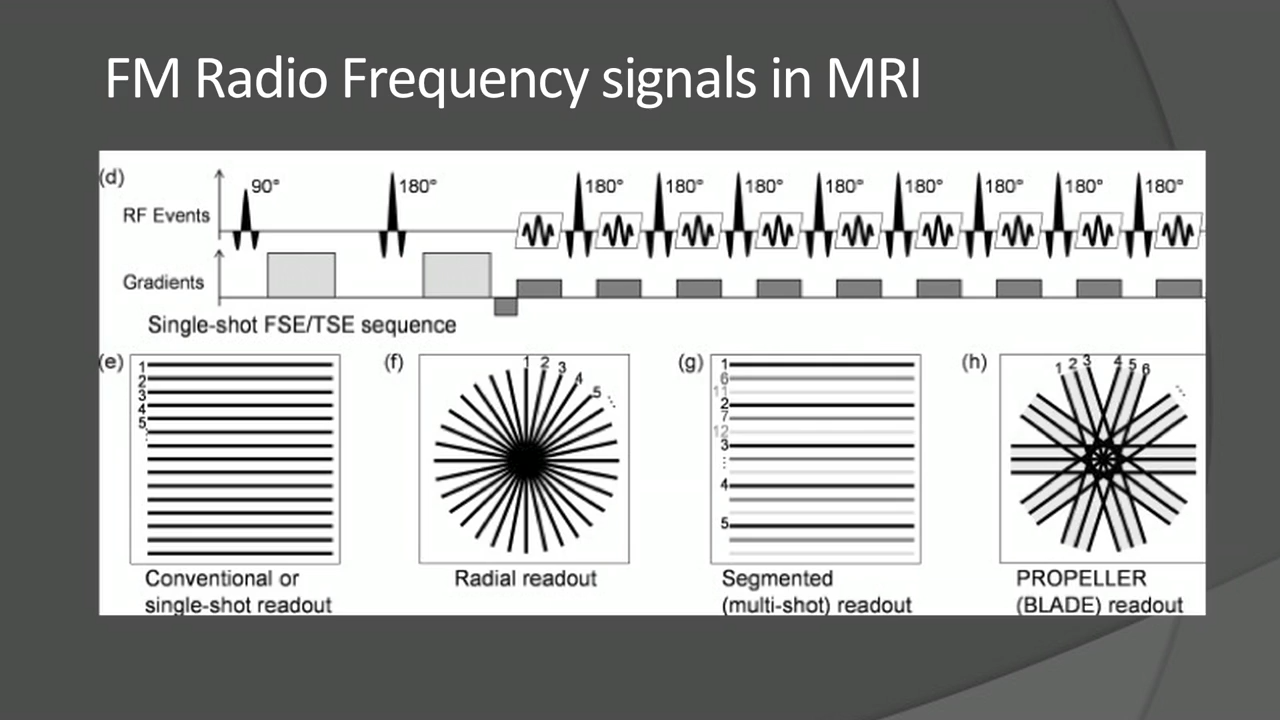 FM Radio Frequency signals in MRI
(d)
90° 180° 180° 180° 180° 180° 180° 180° 180° 180°
RF Events
Gradients
Single-shot FSE/TSE sequence
(e)
1
2
3
4
5
⋮
Conventional or
single-shot readout
(f)
1 2 3 4 5 ...
Radial readout
(g)
1
6
11
2
7
12
3
⋮
4
5
Segmented
(multi-shot) readout
(h)
1 2 3 4 5 6 ...
PROPELLER
(BLADE) readout